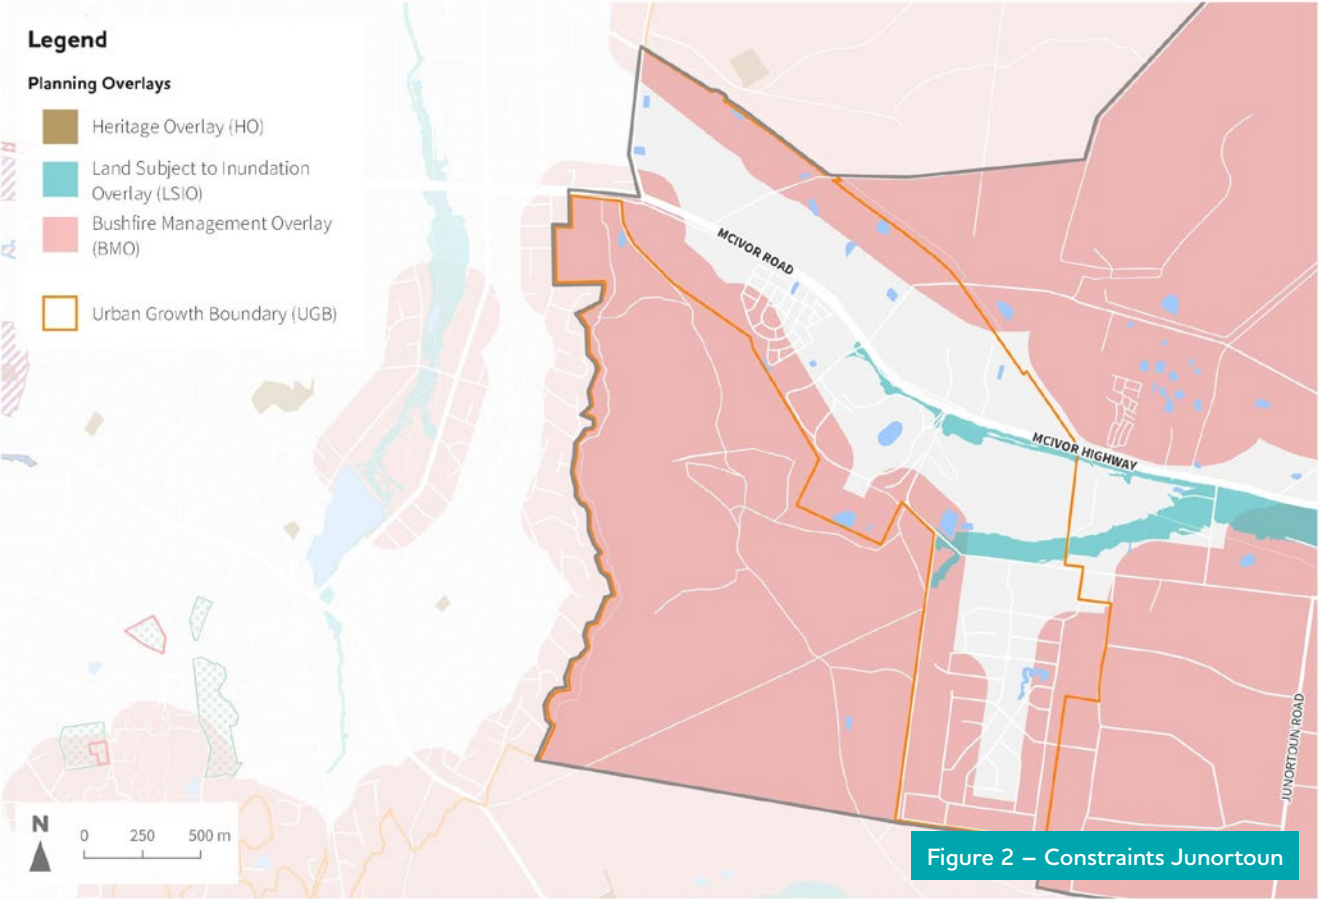 Legend
Planning Overlays
Heritage Overlay (HO)
Land Subject to Inundation
Overlay (LSIO)
Bushfire Management Overlay
(BMO)
Urban Growth Boundary (UGB)
MCIVOR ROAD
MCIVOR HIGHWAY
JUNORTOUN ROAD
N
0 250 500 m
Figure 2 – Constraints Junortoun